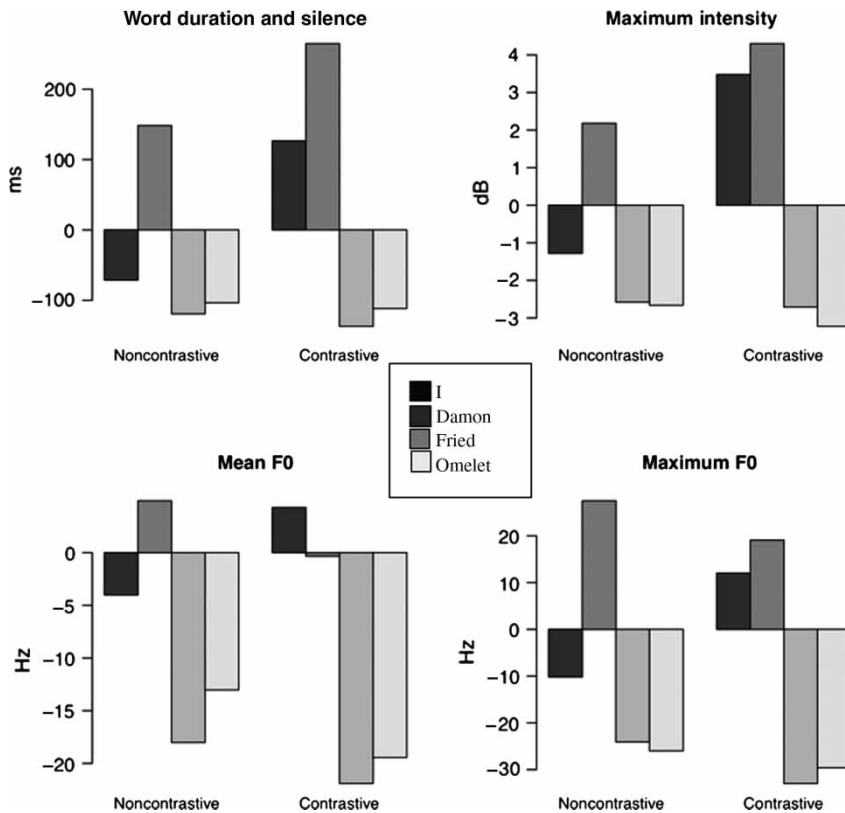 Word duration and silence
ms
200
100
0
−100
Noncontrastive
Contrastive
Maximum intensity
dB
4
3
2
1
0
−1
−2
−3
Noncontrastive
Contrastive
I
Damon
Fried
Omelet
Mean F0
Hz
0
−5
−10
−15
−20
Noncontrastive
Contrastive
Maximum F0
Hz
20
10
0
−10
−20
−30
Noncontrastive
Contrastive